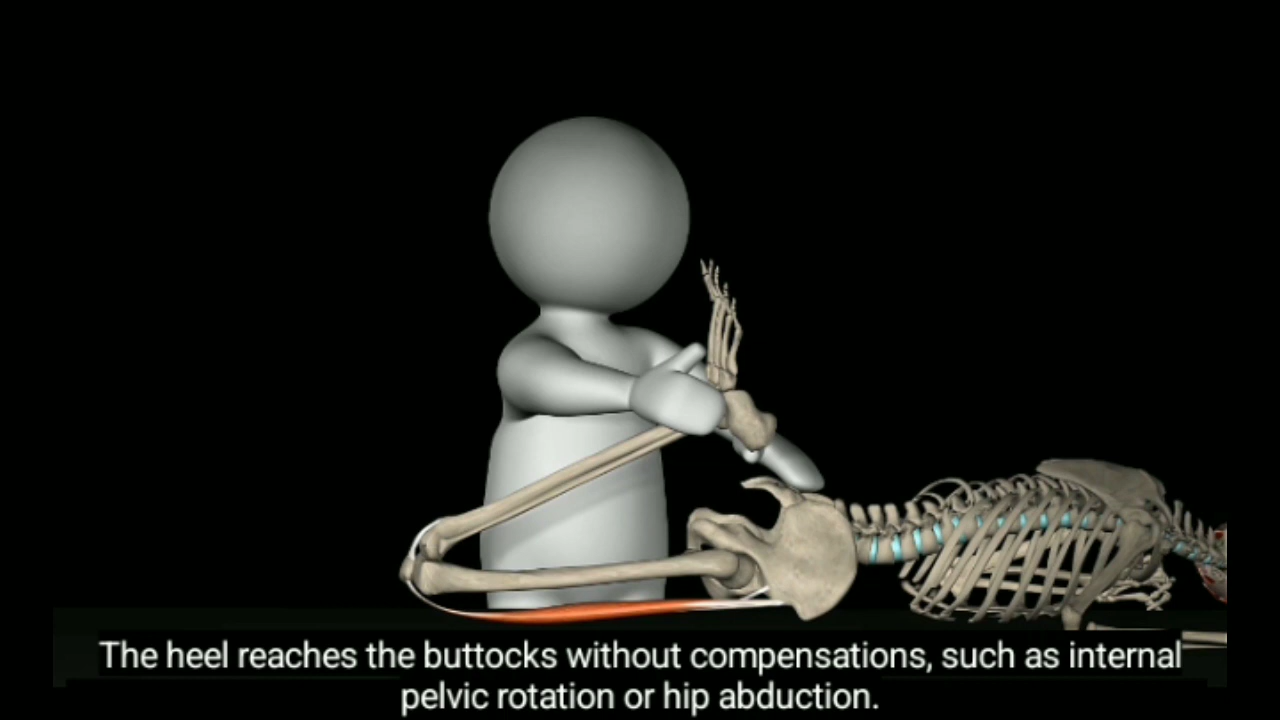 The heel reaches the buttocks without compensations, such as internal
pelvic rotation or hip abduction.